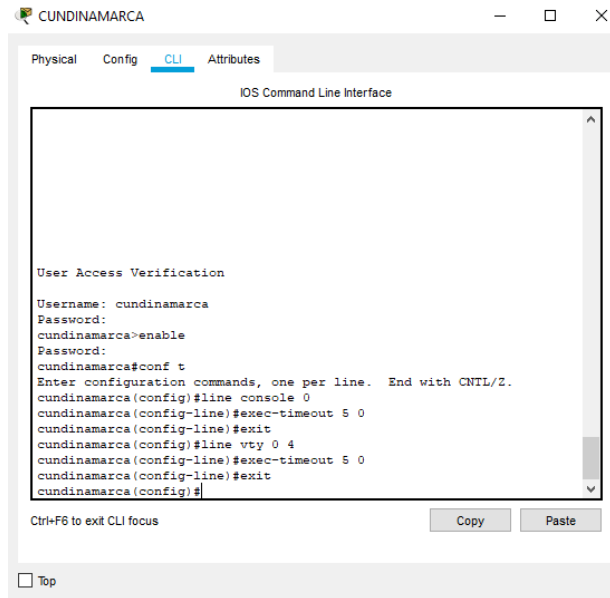 CUNDINAMARCA
Physical Config CLI Attributes
IOS Command Line Interface
User Access Verification
Username: cundinamarca
Password:
cundinamarca>enable
Password:
cundinamarca#conf t
Enter configuration commands, one per line.  End with CNTL/Z.
cundinamarca(config)#line console 0
cundinamarca(config-line)#exec-timeout 5 0
cundinamarca(config-line)#exit
cundinamarca(config)#line vty 0 4
cundinamarca(config-line)#exec-timeout 5 0
cundinamarca(config-line)#exit
cundinamarca(config)#
Ctrl+F6 to exit CLI focus Copy Paste
Top